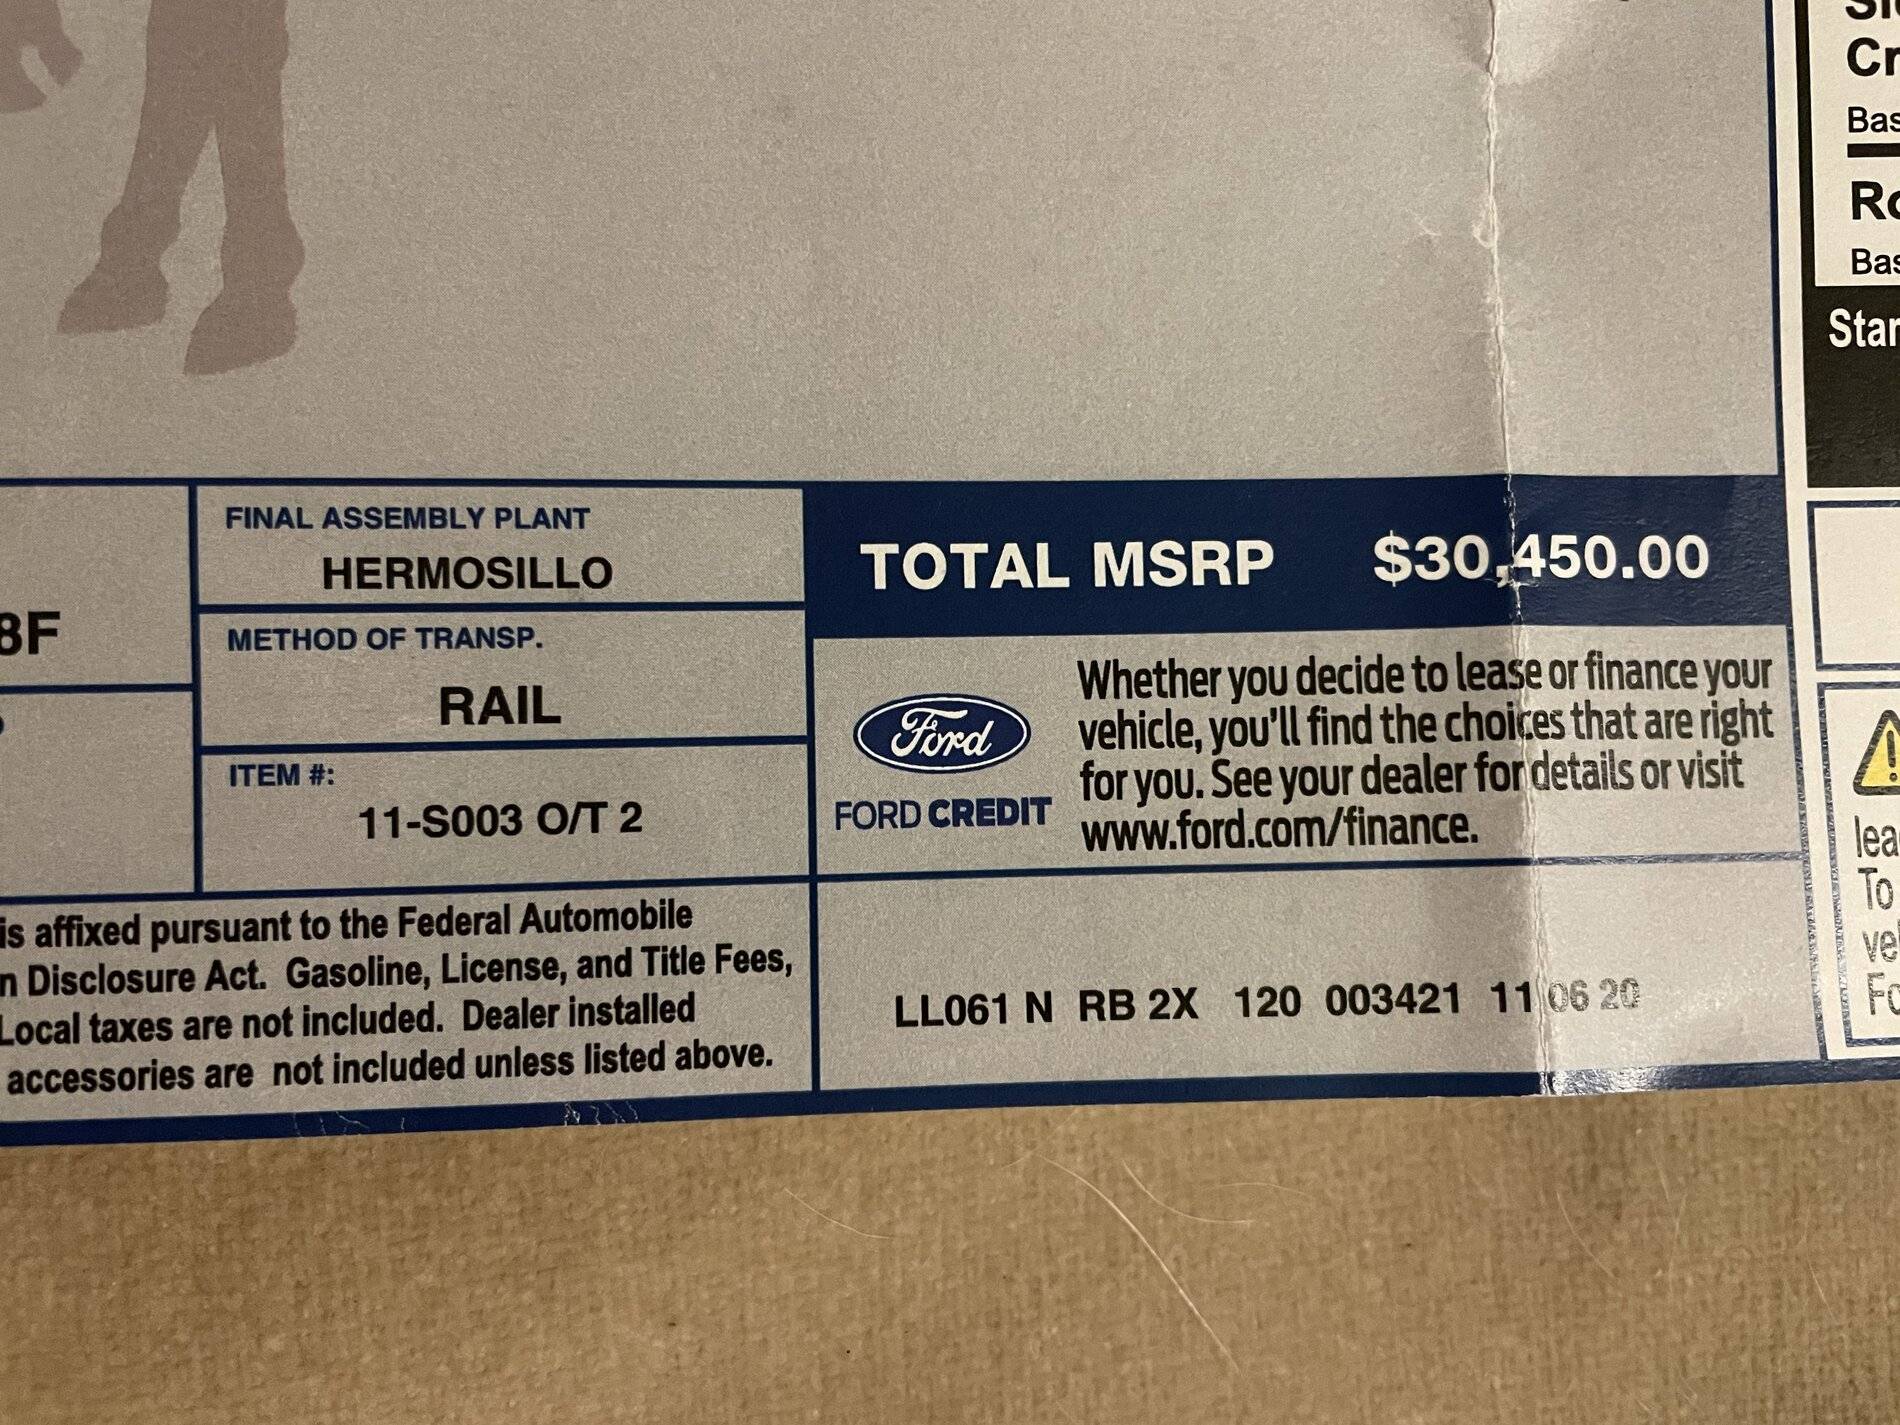 8F
FINAL ASSEMBLY PLANT
HERMOSILLO
METHOD OF TRANSP.
RAIL
ITEM #:
11-S003 O/T 2
TOTAL MSRP $30,450.00
Ford
FORD CREDIT
Whether you decide to lease or finance your
vehicle, you'll find the choices that are right
for you. See your dealer for details or visit
www.ford.com/finance.
is affixed pursuant to the Federal Automobile
n Disclosure Act. Gasoline, License, and Title Fees,
Local taxes are not included. Dealer installed
accessories are not included unless listed above.
LL061 N RB 2X 120 003421 11 06 20
Cr
Bas
Ro
Bas
Star
lea
To
veh
Fo